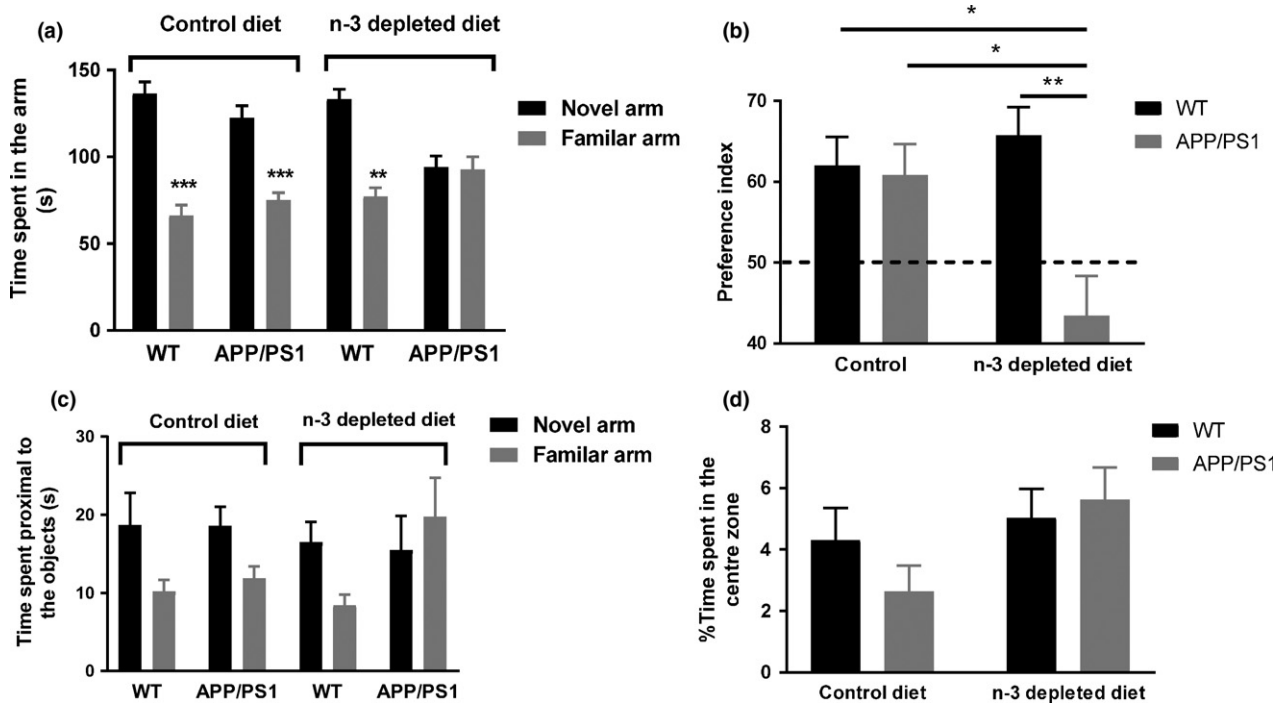 (a)
Control diet
n-3 depleted diet
Time spent in the arm
(s)
150
100
50
0
***
***
**
WT
APP/PS1
WT
APP/PS1
Novel arm
Familar arm
(b)
*
*
**
Preference index
70
60
50
40
Control
n-3 depleted diet
WT
APP/PS1
(c)
Control diet
n-3 depleted diet
Time spent proximal to
the objects (s)
30
20
10
0
WT
APP/PS1
WT
APP/PS1
Novel arm
Familar arm
(d)
%Time spent in the
centre zone
8
6
4
2
0
Control diet
n-3 depleted diet
WT
APP/PS1